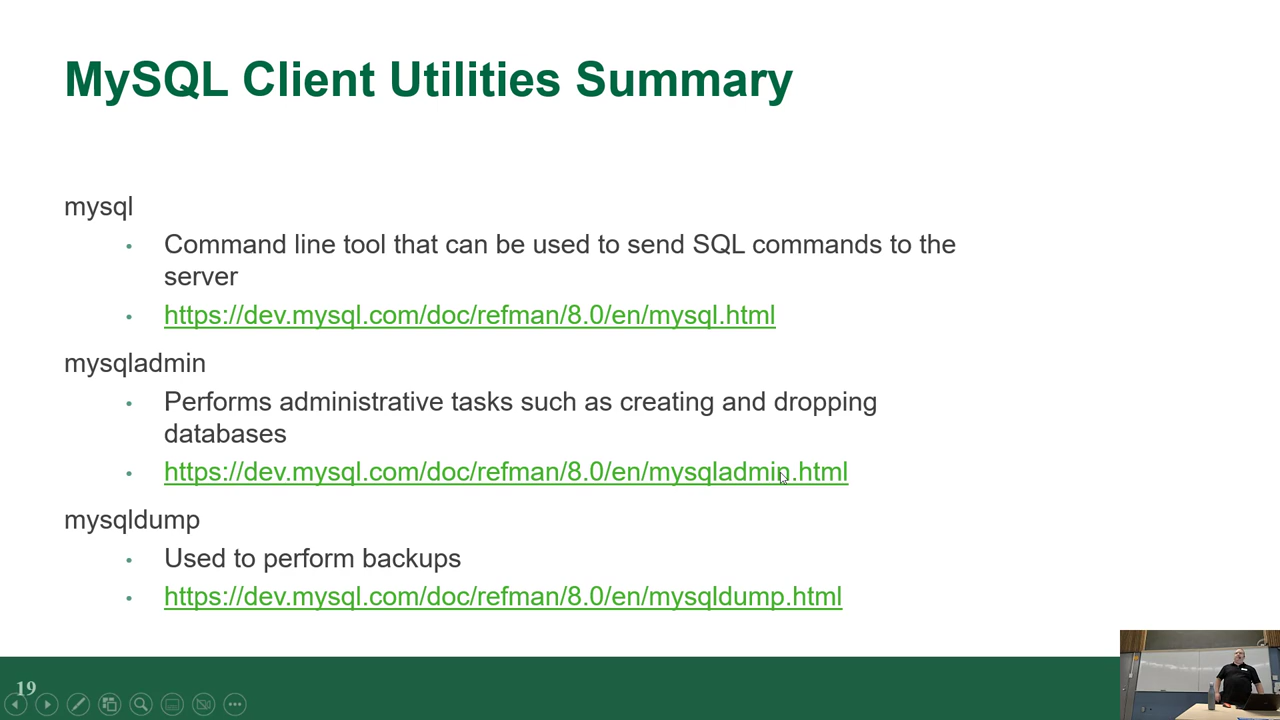 MySQL Client Utilities Summary
mysql
• Command line tool that can be used to send SQL commands to the
server
• https://dev.mysql.com/doc/refman/8.0/en/mysql.html
mysqladmin
• Performs administrative tasks such as creating and dropping
databases
• https://dev.mysql.com/doc/refman/8.0/en/mysqladmin.html
mysqldump
• Used to perform backups
• https://dev.mysql.com/doc/refman/8.0/en/mysqldump.html
19